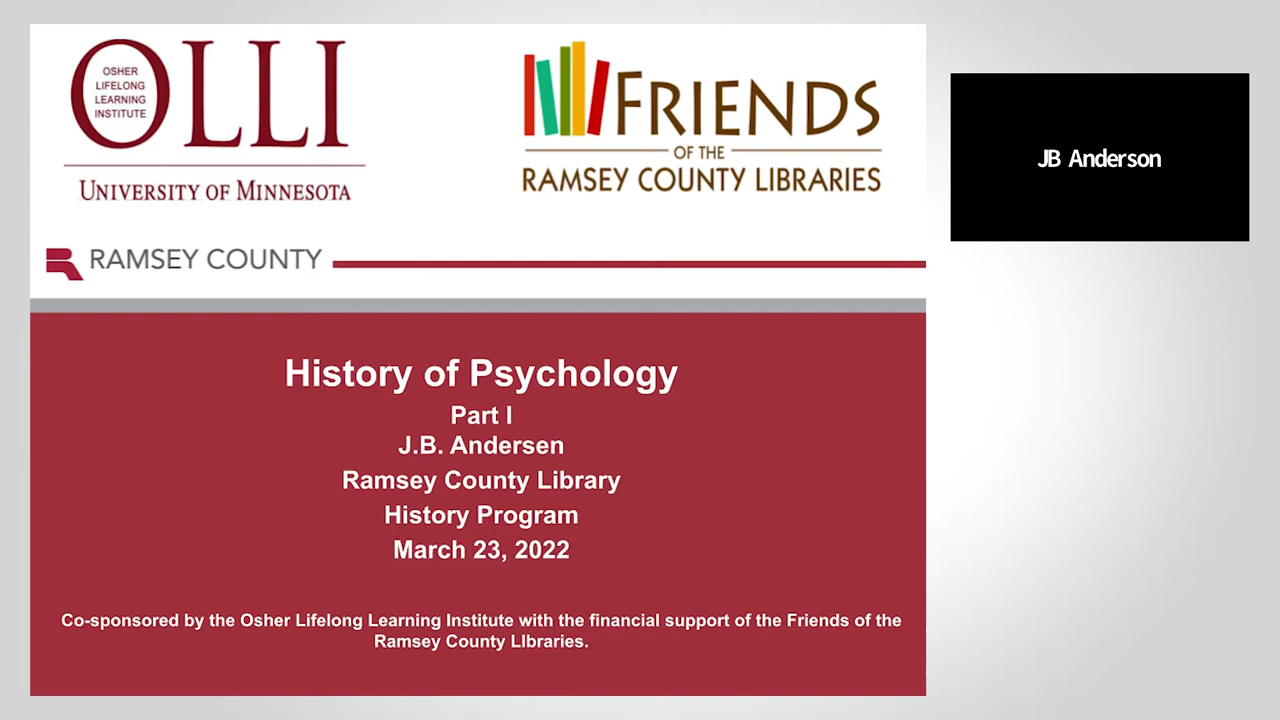 OLLI
OSHER
LIFELONG
LEARNING
INSTITUTE
UNIVERSITY OF MINNESOTA
FRIENDS
OF THE
RAMSEY COUNTY LIBRARIES
RAMSEY COUNTY
JB Anderson
History of Psychology
Part I
J.B. Andersen
Ramsey County Library
History Program
March 23, 2022
Co-sponsored by the Osher Lifelong Learning Institute with the financial support of the Friends of the
Ramsey County LIbraries.